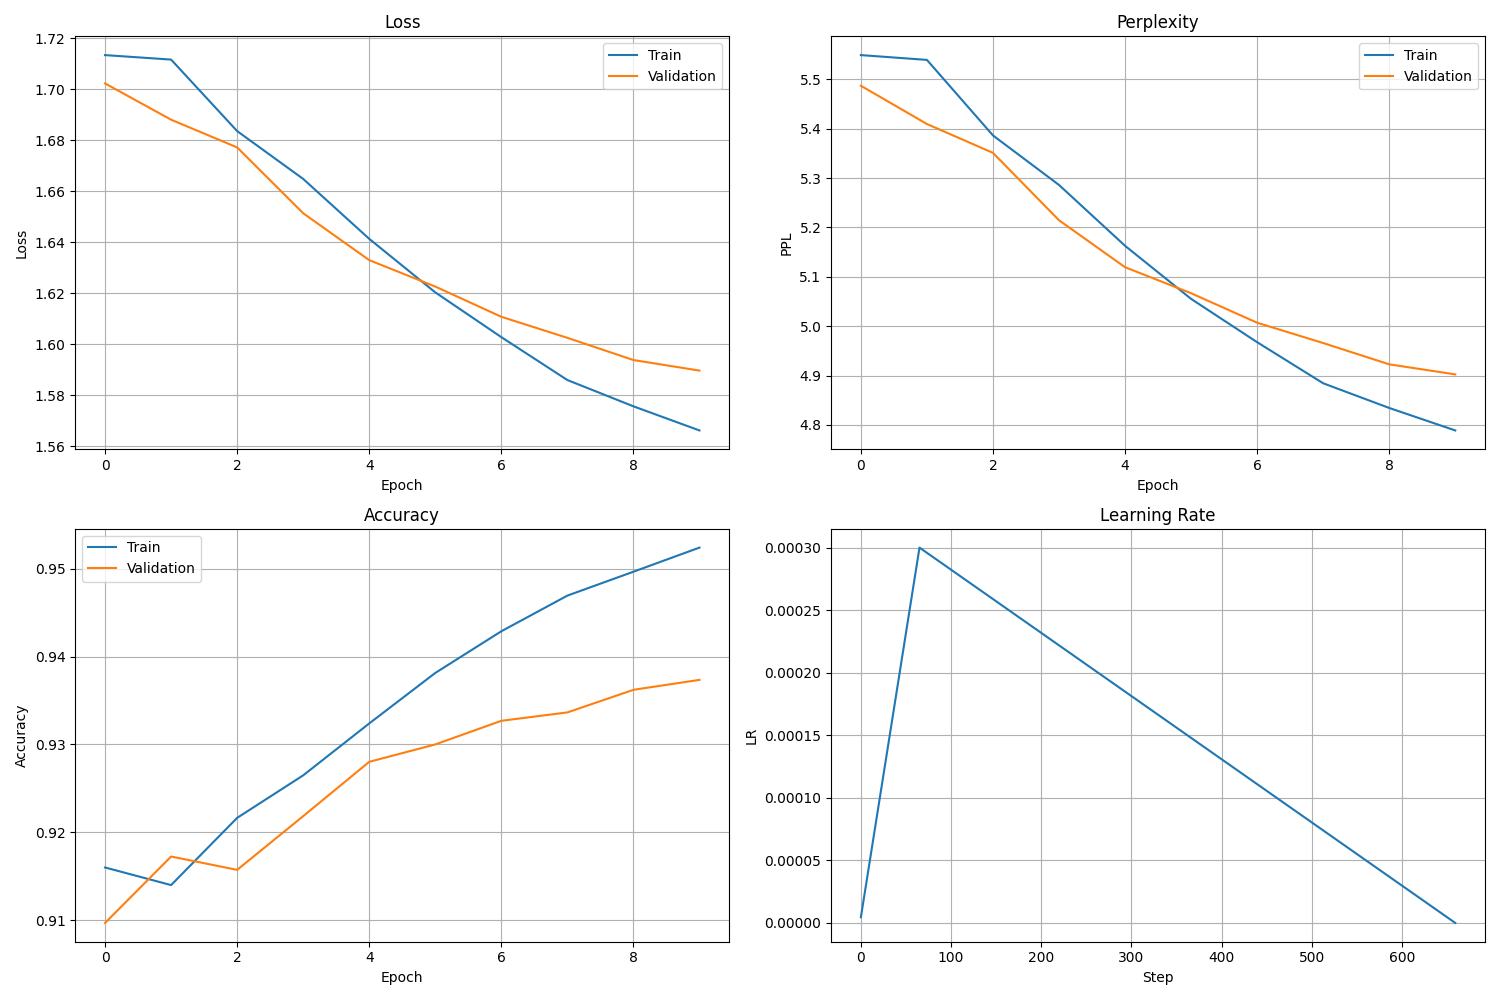 Loss
1.72
1.70
1.68
1.66
1.64
1.62
1.60
1.58
1.56
Loss
Train
Validation
0 2 4 6 8
Epoch
Perplexity
5.5
5.4
5.3
5.2
5.1
5.0
4.9
4.8
PPL
Train
Validation
0 2 4 6 8
Epoch
Accuracy
0.95
0.94
0.93
0.92
0.91
Accuracy
Train
Validation
0 2 4 6 8
Epoch
Learning Rate
0.00030
0.00025
0.00020
0.00015
0.00010
0.00005
0.00000
LR
0 100 200 300 400 500 600
Step